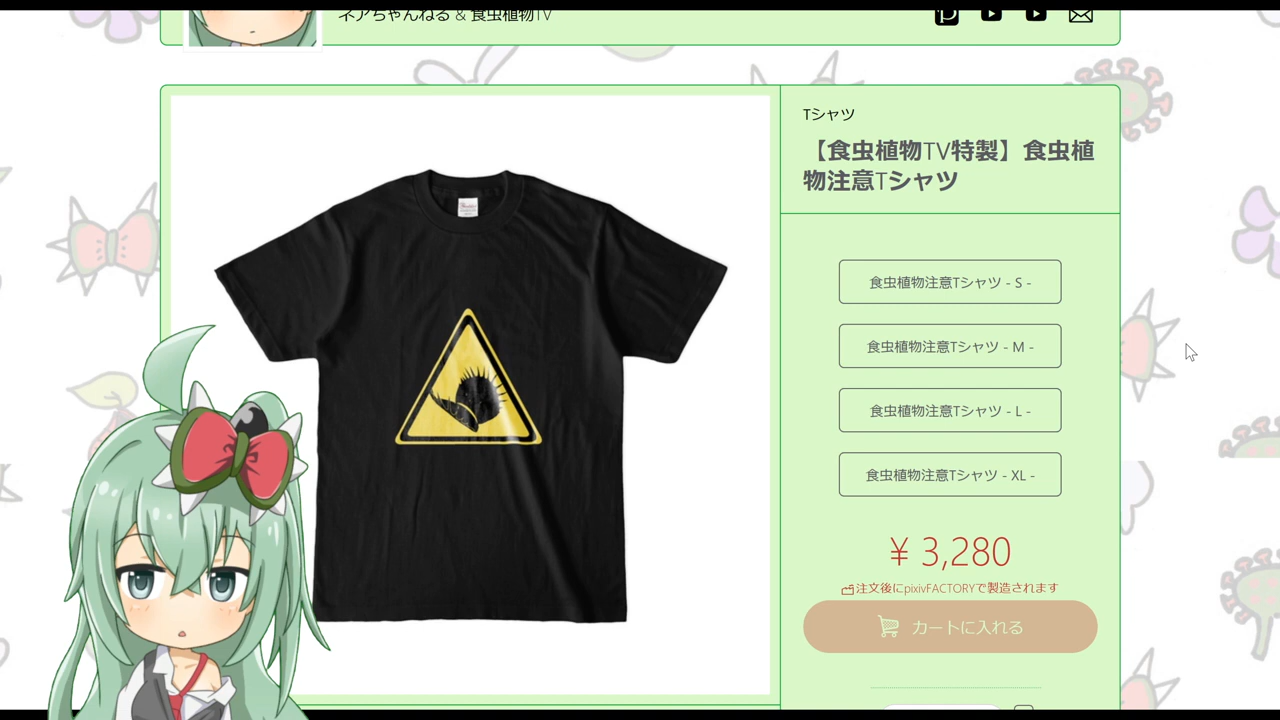 ネアちゃんねる & 食虫植物TV
Tシャツ
【食虫植物TV特製】食虫植
物注意Tシャツ
食虫植物注意Tシャツ - S -
食虫植物注意Tシャツ - M -
食虫植物注意Tシャツ - L -
食虫植物注意Tシャツ - XL -
¥ 3,280
注文後にpixivFACTORYで製造されます
カートに入れる